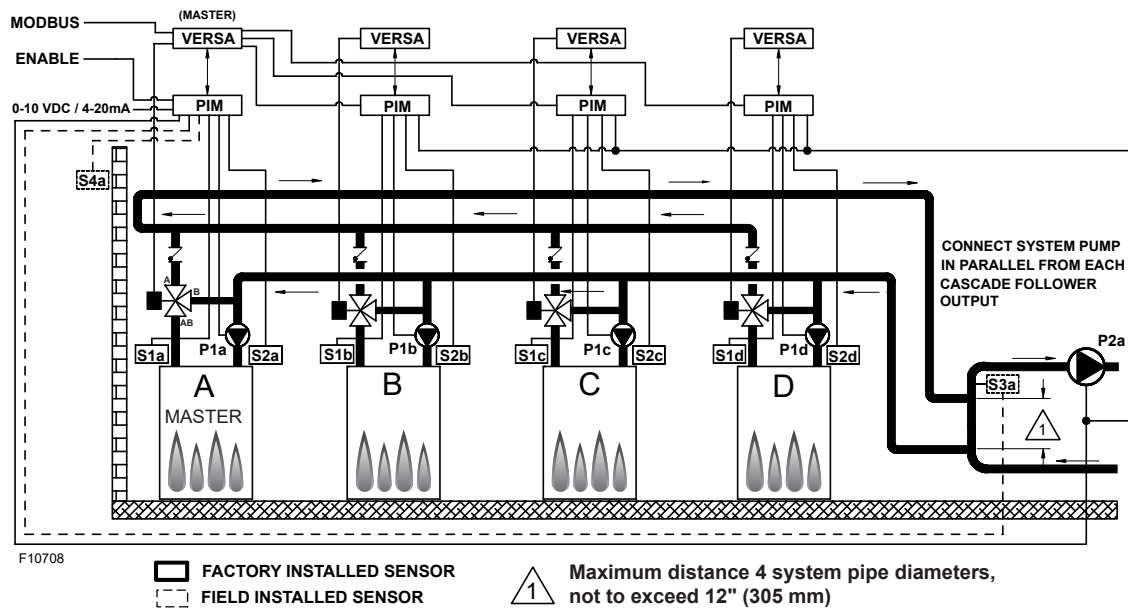 MODBUS
(MASTER)
VERSA
VERSA
VERSA
VERSA
ENABLE
0-10 VDC / 4-20mA
PIM
PIM
PIM
PIM
S4a
CONNECT SYSTEM PUMP
IN PARALLEL FROM EACH
CASCADE FOLLOWER
OUTPUT
A
B
AB
S1a
P1a
S2a
S1b
P1b
S2b
S1c
P1c
S2c
S1d
P1d
S2d
P2a
S3a
A
MASTER
B
C
D
1
F10708
FACTORY INSTALLED SENSOR
FIELD INSTALLED SENSOR
1
Maximum distance 4 system pipe diameters,
not to exceed 12" (305 mm)